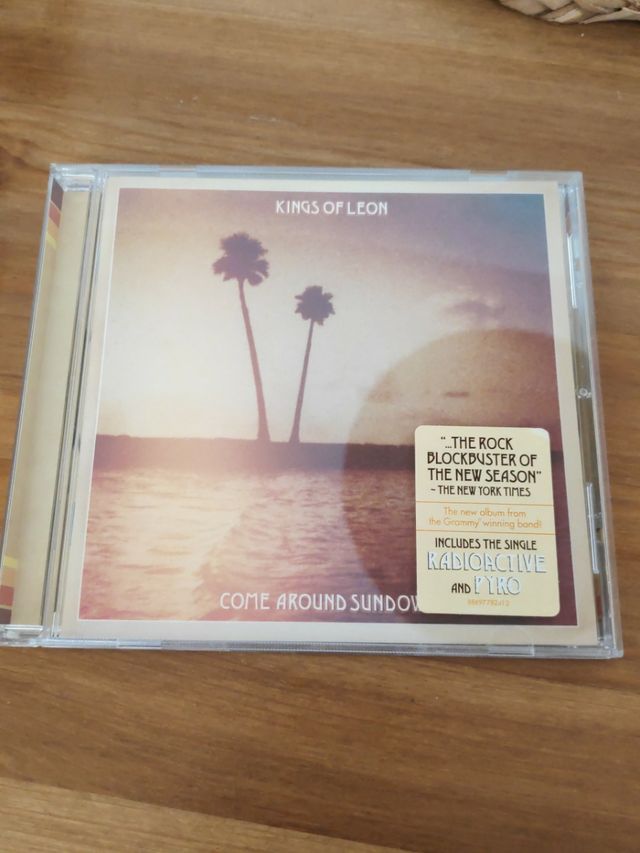 KINGS OF LEON
"...THE ROCK
BLOCKBUSTER OF
THE NEW SEASON"
~ THE NEW YORK TIMES
The new album from
the Grammy® winning band!
INCLUDES THE SINGLE
RADIOACTIVE
AND PYRO
COME AROUND SUNDOW